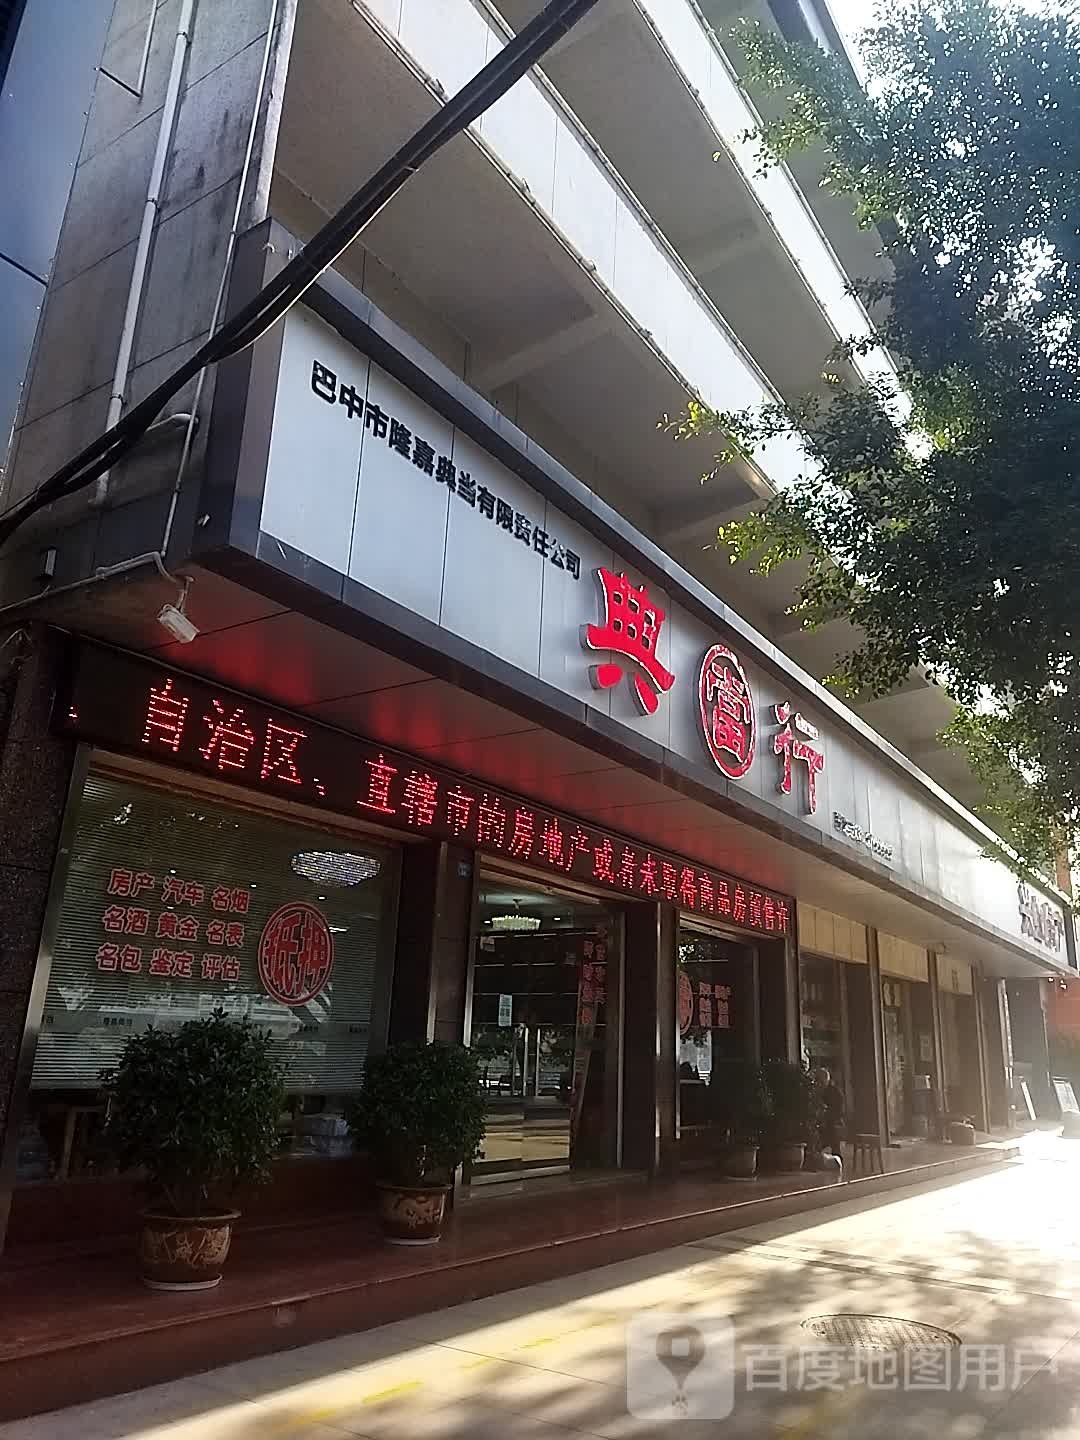 巴中市隆嘉典当有限责任公司
典當行
自治区、直辖市的房地产或者未取得商品房预售许
房产 汽车 名烟
名酒 黄金 名表
名包 鉴定 评估
抵押
百度地图用户